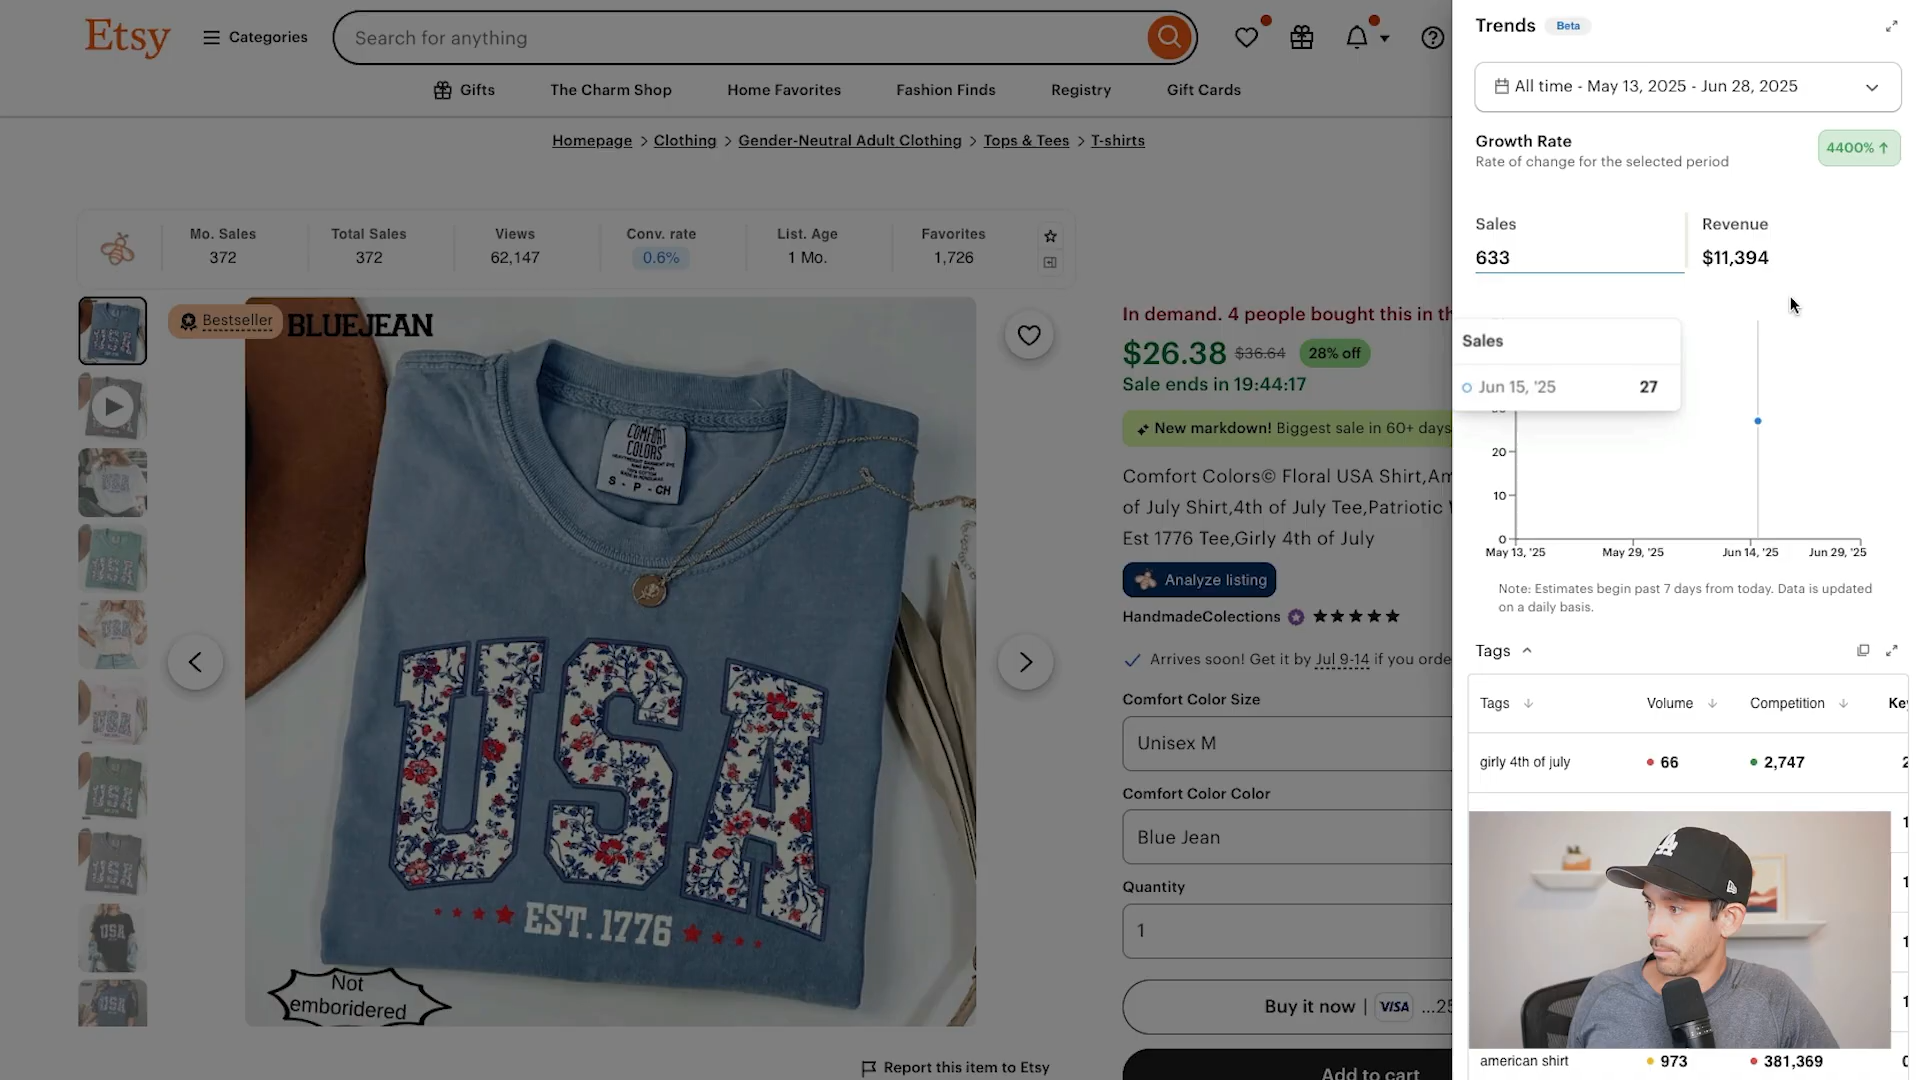 Etsy
Categories
Search for anything
Gifts
The Charm Shop
Home Favorites
Fashion Finds
Registry
Gift Cards
Homepage > Clothing > Gender-Neutral Adult Clothing > Tops & Tees > T-shirts
Mo. Sales
372
Total Sales
372
Views
62,147
Conv. rate
0.6%
List. Age
1 Mo.
Favorites
1,726
Bestseller
BLUEJEAN
COMFORT
COLORS
S - P - CH
USA
EST.1776
Not
emboridered
Report this item to Etsy
In demand. 4 people bought this in th
$26.38 $36.64 28% off
Sale ends in 19:44:17
New markdown! Biggest sale in 60+ days
Comfort Colors© Floral USA Shirt,Am
of July Shirt,4th of July Tee,Patriotic
Est 1776 Tee,Girly 4th of July
Analyze listing
HandmadeColections
Arrives soon! Get it by Jul 9-14 if you orde
Comfort Color Size
Unisex M
Comfort Color Color
Blue Jean
Quantity
1
Buy it now | VISA ...25
Add to cart
Trends Beta
All time - May 13, 2025 - Jun 28, 2025
Growth Rate
Rate of change for the selected period
4400% ↑
Sales
633
Revenue
$11,394
Sales
Jun 15, '25 27
20
10
0
May 13, '25
May 29, '25
Jun 14, '25
Jun 29, '25
Note: Estimates begin past 7 days from today. Data is updated
on a daily basis.
Tags
Tags Volume Competition Key
girly 4th of july 66 2,747 2
american shirt 973 381,369